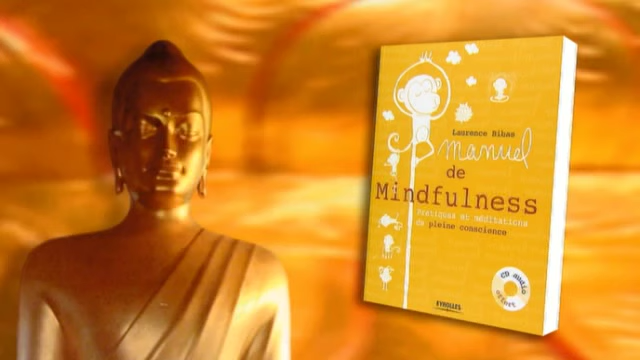 Laurence Bibas
manuel
de
Mindfulness
Pratiques et méditations
de pleine conscience
CD audio
offert
EYROLLES